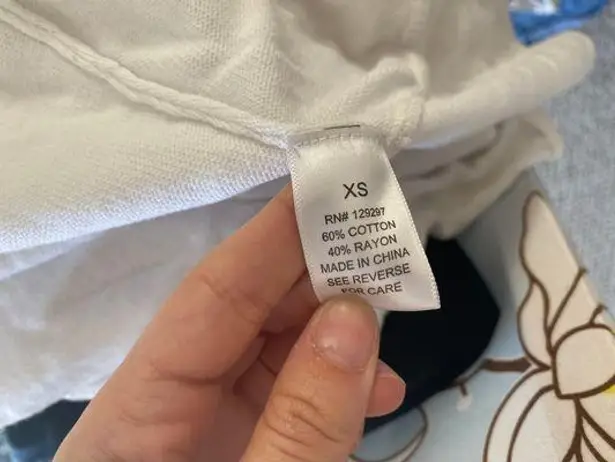 XS
RN# 129297
60% COTTON
40% RAYON
MADE IN CHINA
SEE REVERSE
FOR CARE